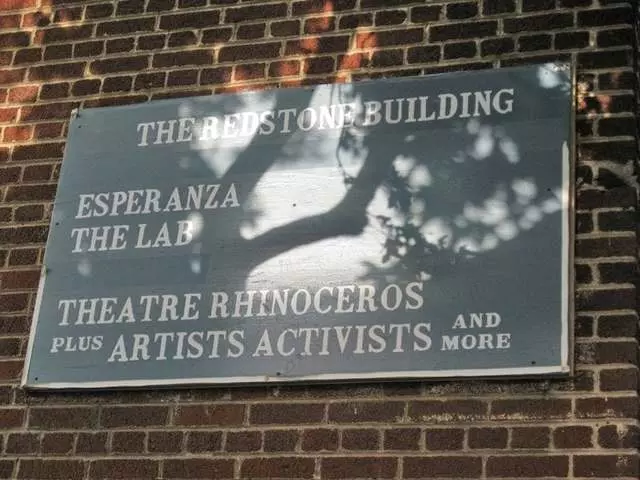 THE REDSTONE BUILDING
ESPERANZA
THE LAB
THEATRE RHINOCEROS
PLUS ARTISTS ACTIVISTS AND MORE